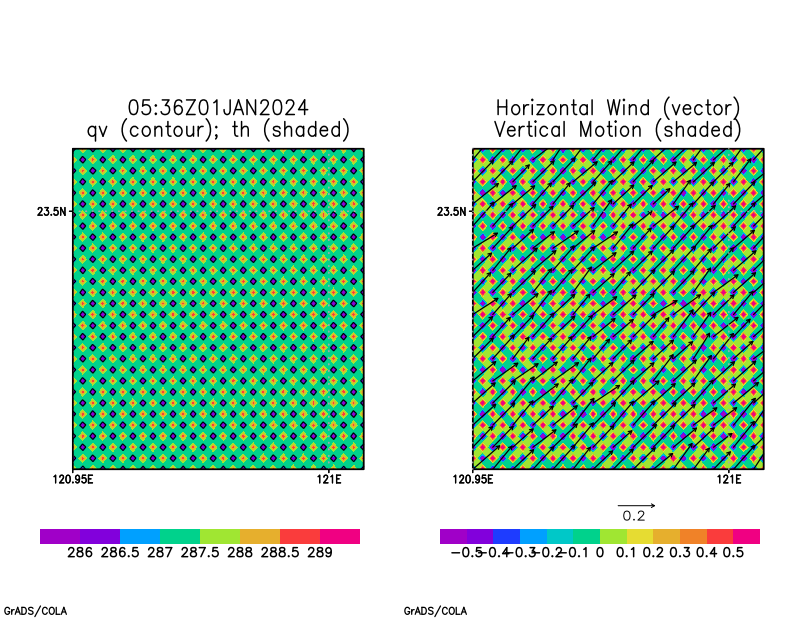 05:36Z01JAN2024
qv (contour); th (shaded)
23.5N
120.95E
121E
286 286.5 287 287.5 288 288.5 289
GrADS/COLA
Horizontal Wind (vector)
Vertical Motion (shaded)
23.5N
120.95E
121E
0.2
-0.5 -0.4 -0.3 -0.2 -0.1 0 0.1 0.2 0.3 0.4 0.5
GrADS/COLA